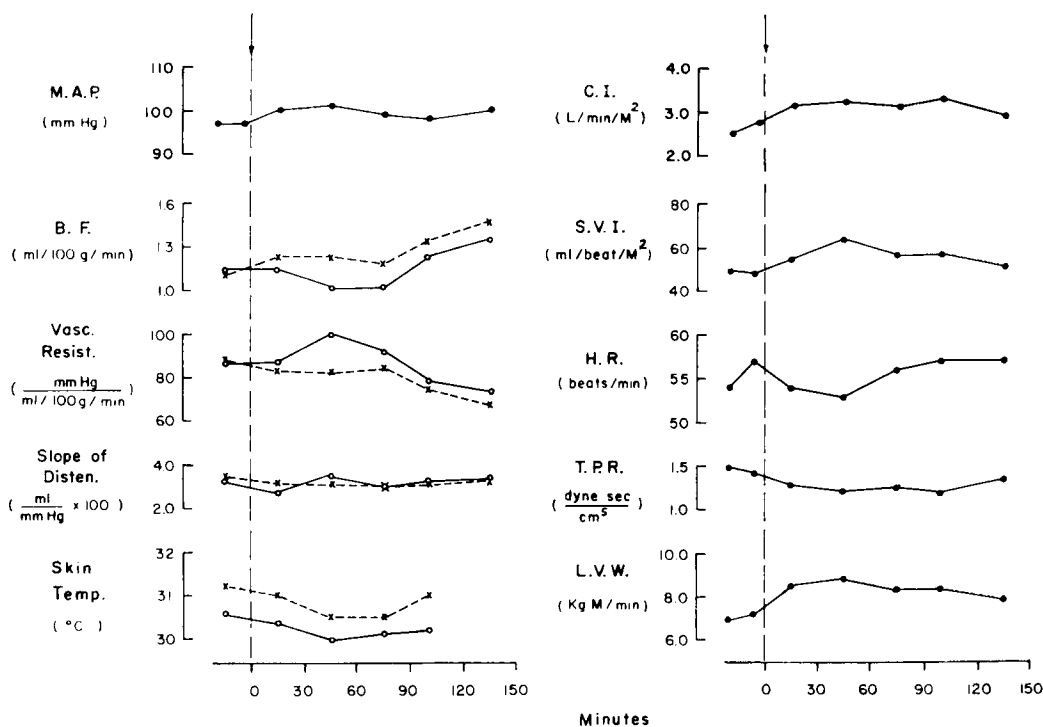 M.A.P.
(mm Hg)
110
100
90
B. F.
(ml/100 g/min)
1.6
1.3
1.0
Vasc.
Resist.
( mm Hg
ml/100 g/min )
100
80
60
Slope of
Disten.
( ml
mm Hg x 100 )
4.0
2.0
Skin
Temp.
( °C )
32
31
30
0 30 60 90 120 150
C. I.
( L/min/M2 )
4.0
3.0
2.0
S.V. I.
(ml/beat/M2)
80
60
40
H. R.
(beats/min)
60
55
50
T. P.R.
( dyne sec
cm5 )
1.5
1.0
L.V.W.
(Kg M/min)
10.0
8.0
6.0
0 30 60 90 120 150
Minutes